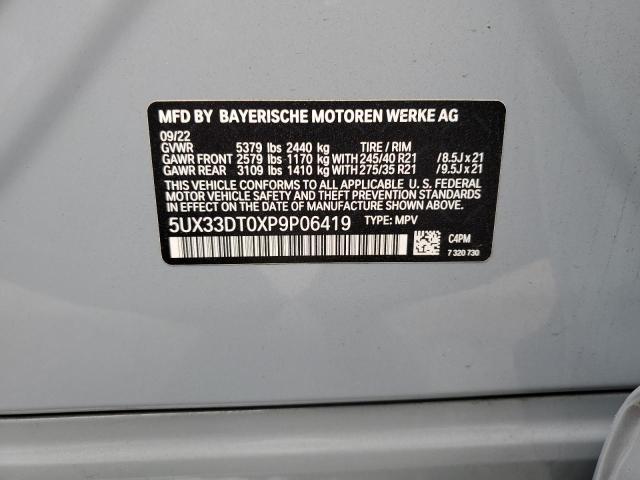 MFD BY BAYERISCHE MOTOREN WERKE AG
09/22
GVWR 5379 lbs 2440 kg TIRE / RIM
GAWR FRONT 2579 lbs 1170 kg WITH 245/40 R21 /8.5J x 21
GAWR REAR 3109 lbs 1410 kg WITH 275/35 R21 /9.5J x 21
THIS VEHICLE CONFORMS TO ALL APPLICABLE U. S. FEDERAL
MOTOR VEHICLE SAFETY AND THEFT PREVENTION STANDARDS
IN EFFECT ON THE DATE OF MANUFACTURE SHOWN ABOVE.
5UX33DT0XP9P06419 TYPE: MPV
C4PM
7 320 730